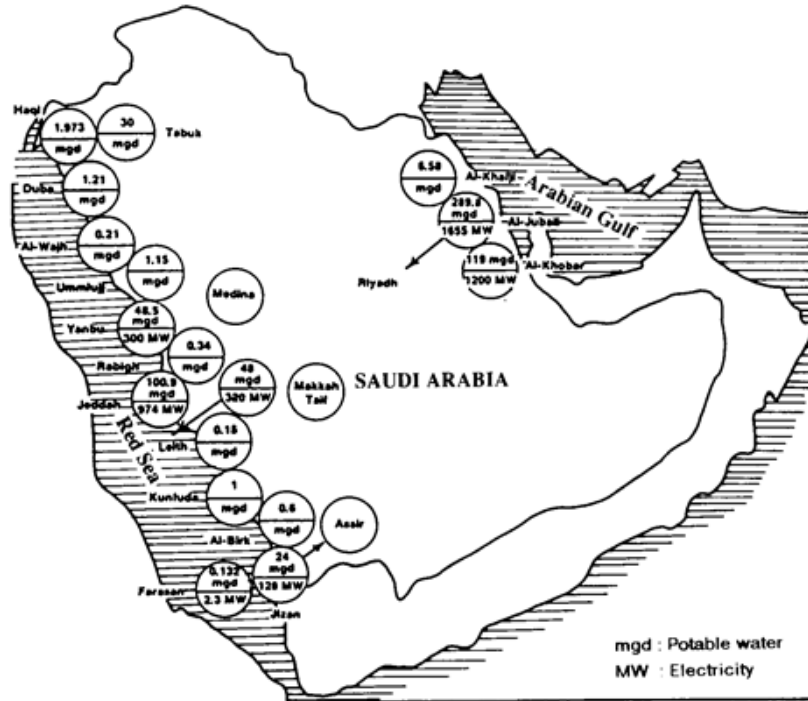 Haql
1.973
mgd
30
mgd
Tabuk
Duba
1.21
mgd
Al-Wajh
0.21
mgd
Ummlujj
1.15
mgd
Medina
Yanbu
48.5
mgd
300 MW
Rabigh
0.34
mgd
Jeddah
100.9
mgd
974 MW
48
mgd
320 MW
Makkah
Taif
SAUDI ARABIA
Red Sea
Leith
0.15
mgd
Kunfuda
1
mgd
Al-Birk
0.6
mgd
Assir
Farasan
0.132
mgd
2.3 MW
24
mgd
128 MW
Jizan
6.58
mgd
Al-Khafji
Arabian Gulf
289.8
mgd
1655 MW
Al-Jubail
119 mgd
1200 MW
Al-Khobar
Riyadh
mgd : Potable water
MW : Electricity